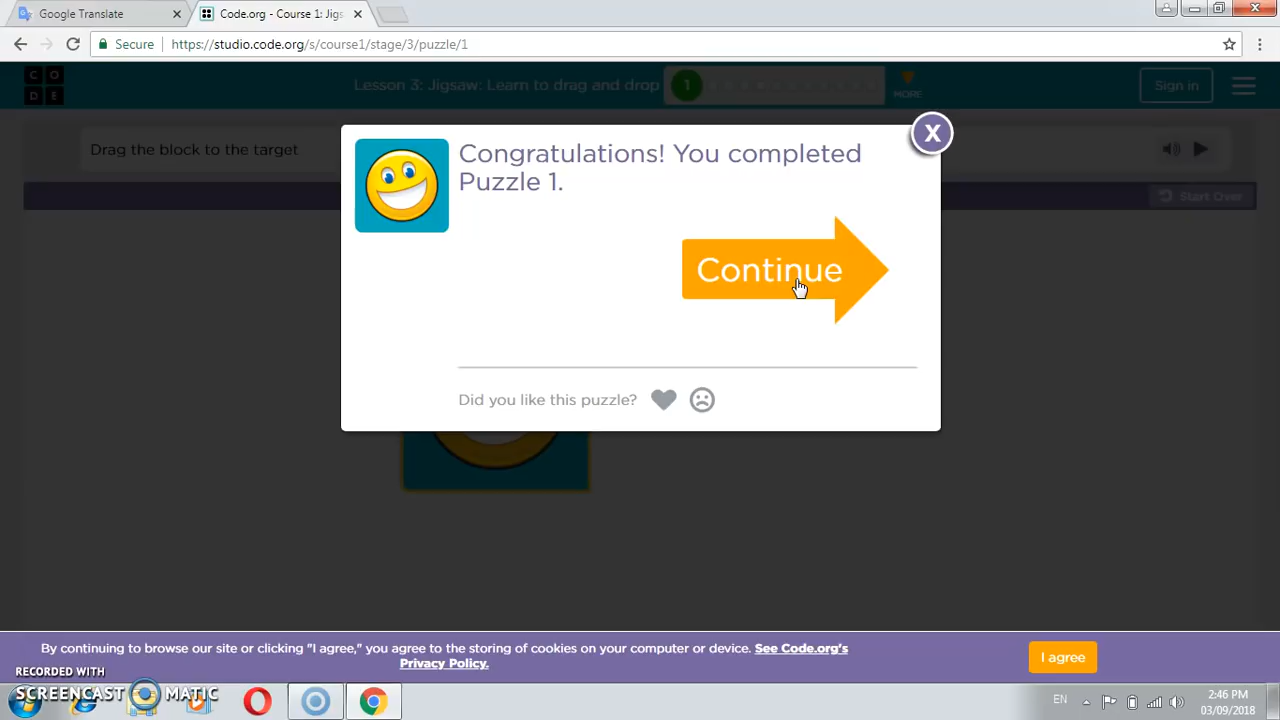 Google Translate
Code.org - Course 1: Jigs
Secure
https://studio.code.org/s/course1/stage/3/puzzle/1
C O
D E
Lesson 3: Jigsaw: Learn to drag and drop
1
MORE
Sign in
Drag the block to the target
Start Over
X
Congratulations! You completed
Puzzle 1.
Continue
Did you like this puzzle?
By continuing to browse our site or clicking "I agree," you agree to the storing of cookies on your computer or device. See Code.org's
Privacy Policy.
I agree
RECORDED WITH
SCREENCAST MATIC
EN
2:46 PM
03/09/2018